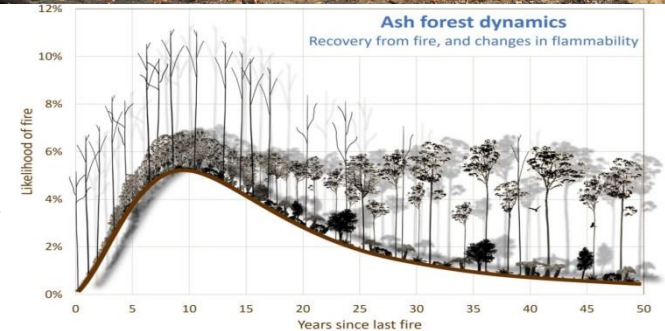 Ash forest dynamics
Recovery from fire, and changes in flammability
Likelihood of fire
12%
10%
8%
6%
4%
2%
0%
0 5 10 15 20 25 30 35 40 45 50
Years since last fire